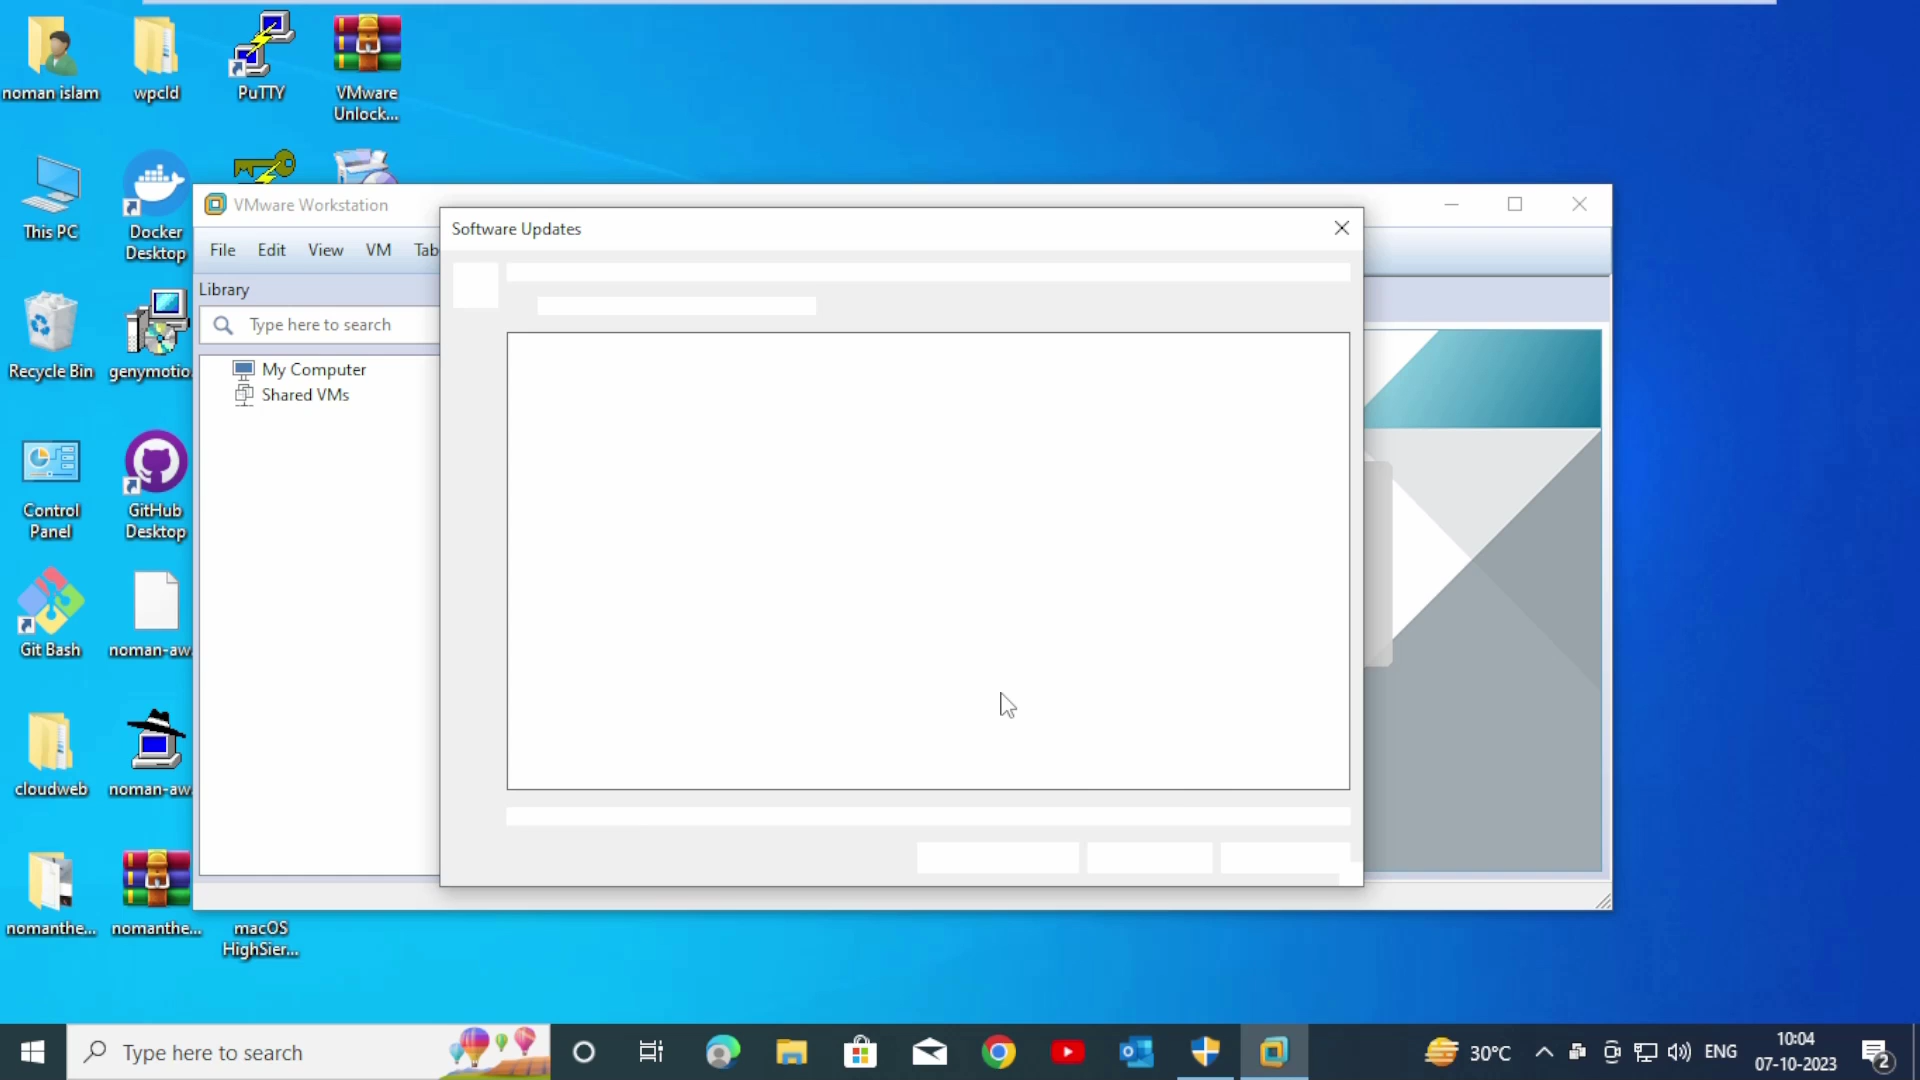 noman islam
wpcld
PuTTY
VMware
Unlock...
This PC
Docker
Desktop
Recycle Bin
genymotio...
Control
Panel
GitHub
Desktop
Git Bash
noman-aw...
cloudweb
noman-aw...
nomanthe...
nomanthe...
macOS
HighSier...
VMware Workstation
File Edit View VM Tab
Library
Type here to search
My Computer
Shared VMs
Software Updates
Type here to search
30°C
ENG
10:04
07-10-2023
2